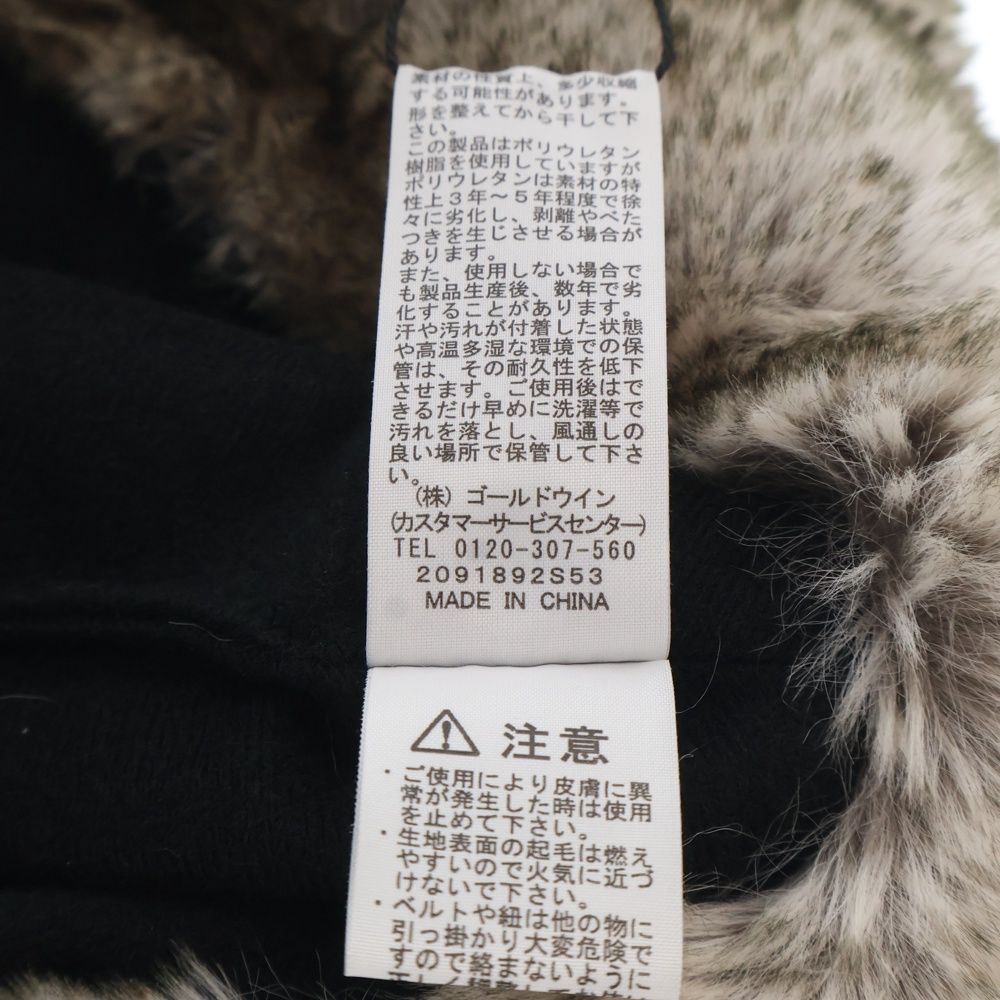 素材の性質上、多少収縮
する可能性があります。
形を整えてから干して下
さい。
この製品はポリウレタン
樹脂を使用していますが
ポリウレタンは素材の特
性上3年～5年程度で徐
々に劣化し、剥離やべた
つきを生じさせる場合が
あります。
また、使用しない場合で
も製品生産後、数年で劣
化することがあります。
汗や汚れが付着した状態
や高温多湿な環境での保
管は、その耐久性を低下
させます。ご使用後はで
きるだけ早めに洗濯等で
汚れを落とし、風通しの
良い場所で保管して下さ
い。
(株) ゴールドウイン
(カスタマーサービスセンター)
TEL 0120-307-560
2091892S53
MADE IN CHINA
注意
・ご使用により皮膚に異
常が発生した時は使用
を止めて下さい。
・生地表面の起毛は燃え
やすいので火気に近づ
けないで下さい。
・ベルトや紐は他の物に
引っ掛かり大変危険で
すので絡まないように